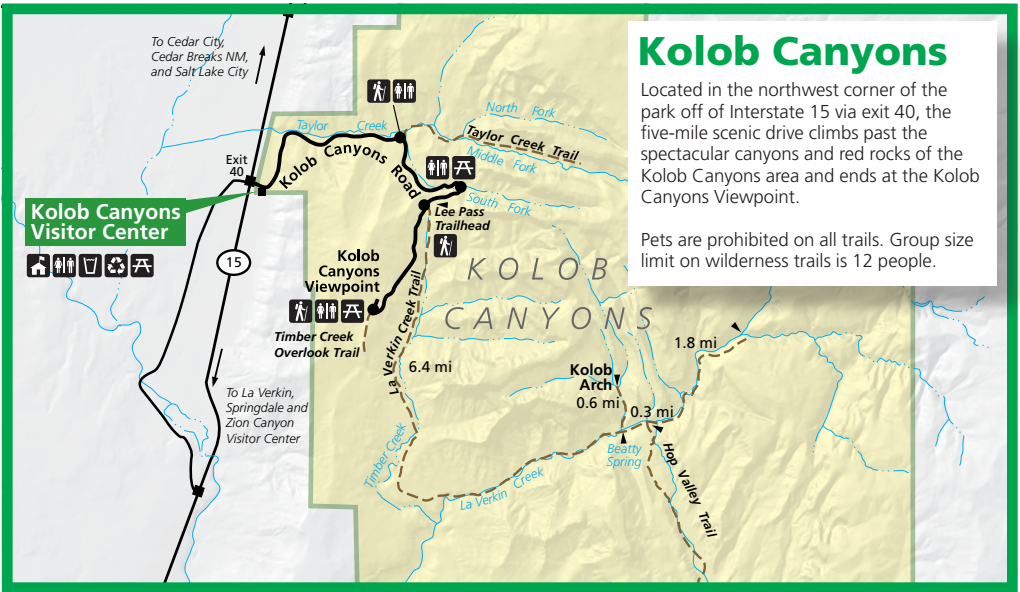 Kolob Canyons
Located in the northwest corner of the
park off of Interstate 15 via exit 40, the
five-mile scenic drive climbs past the
spectacular canyons and red rocks of the
Kolob Canyons area and ends at the Kolob
Canyons Viewpoint.
Pets are prohibited on all trails. Group size
limit on wilderness trails is 12 people.
To Cedar City,
Cedar Breaks NM,
and Salt Lake City
North Fork
Taylor Creek
Taylor Creek Trail
Middle Fork
Exit
40
Kolob Canyons Road
South Fork
Kolob Canyons
Visitor Center
Lee Pass
Trailhead
15
Kolob
Canyons
Viewpoint
KOLOB
CANYONS
Timber Creek
Overlook Trail
La Verkin Creek Trail
6.4 mi
1.8 mi
Kolob
Arch
0.6 mi
0.3 mi
To La Verkin,
Springdale and
Zion Canyon
Visitor Center
Timber Creek
Beatty
Spring
Hop Valley Trail
La Verkin Creek